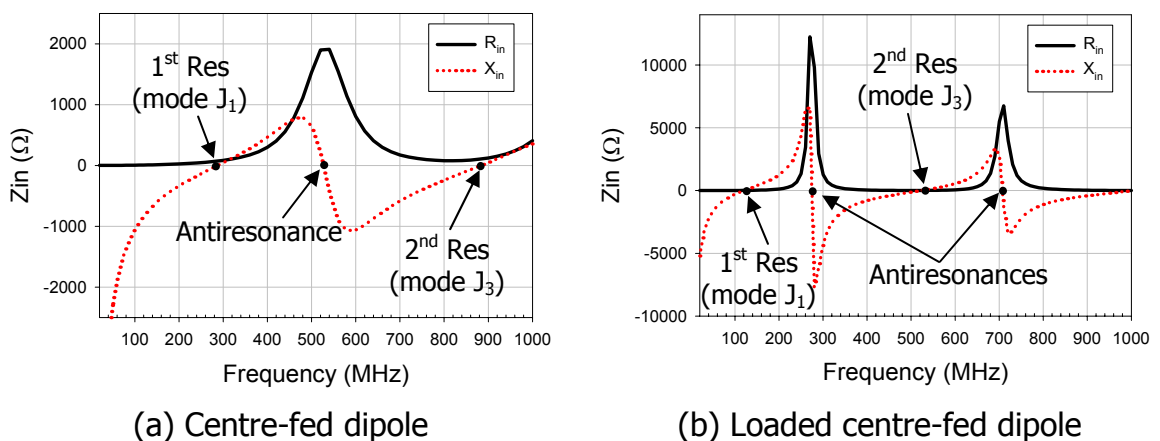 2000
1000
0
-1000
-2000
Zin (Ω)
1st Res
(mode J1)
Rin
Xin
Antiresonance
2nd Res
(mode J3)
100 200 300 400 500 600 700 800 900 1000
Frequency (MHz)
(a) Centre-fed dipole
10000
5000
0
-5000
-10000
Zin (Ω)
2nd Res
(mode J3)
Rin
Xin
1st Res
(mode J1)
Antiresonances
100 200 300 400 500 600 700 800 900 1000
Frequency (MHz)
(b) Loaded centre-fed dipole